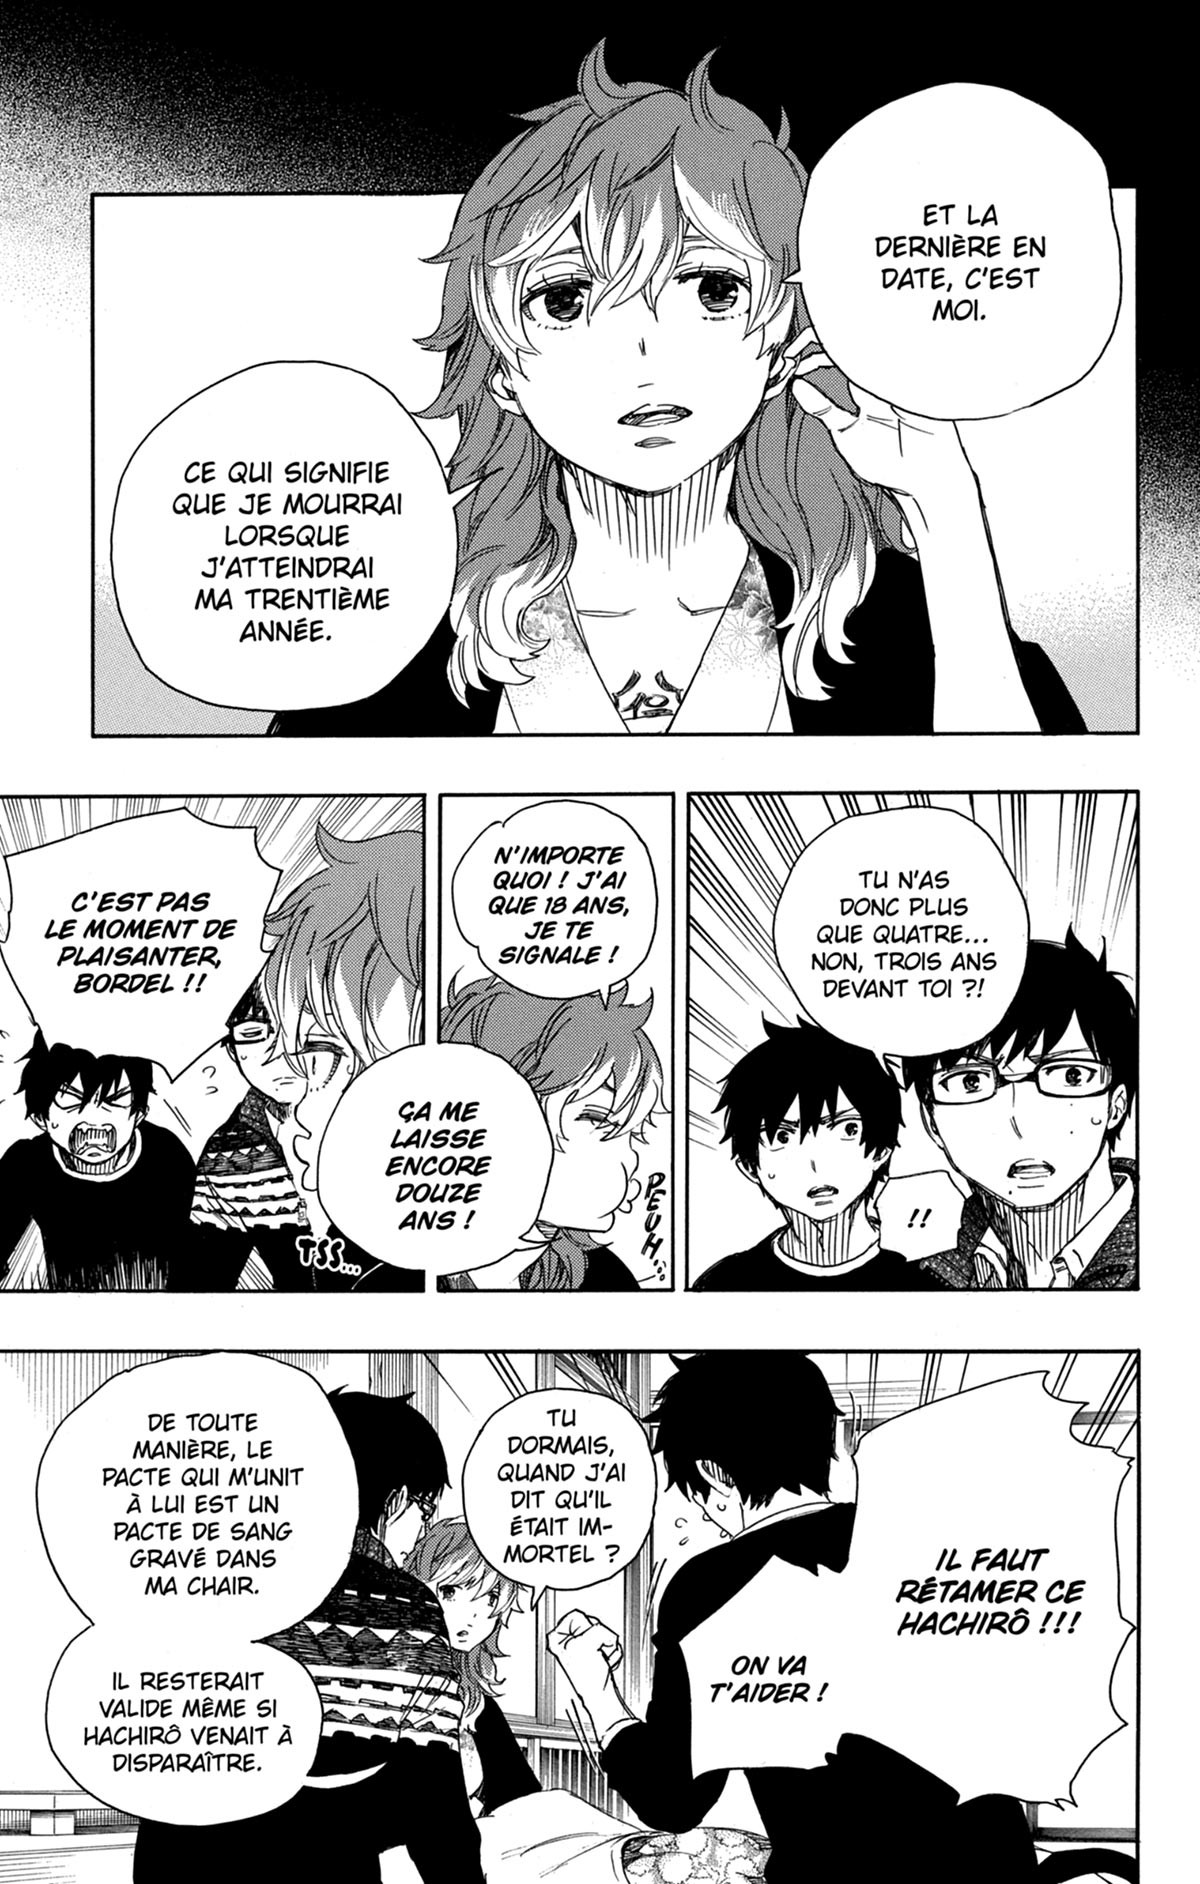 ET LA
DERNIÈRE EN
DATE, C'EST
MOI.
CE QUI SIGNIFIE
QUE JE MOURRAI
LORSQUE
J'ATTEINDRAI
MA TRENTIÈME
ANNÉE.
TU N'AS
DONC PLUS
QUE QUATRE...
NON, TROIS ANS
DEVANT TOI ?!
!!
N'IMPORTE
QUOI ! J'AI
QUE 18 ANS,
JE TE
SIGNALE !
PEUH...
ÇA ME
LAISSE
ENCORE
DOUZE
ANS !
C'EST PAS
LE MOMENT DE
PLAISANTER,
BORDEL !!
TSS...
IL FAUT
RÉTAMER CE
HACHIRÔ !!!
ON VA
T'AIDER !
TU
DORMAIS,
QUAND J'AI
DIT QU'IL
ÉTAIT IM-
MORTEL ?
DE TOUTE
MANIÈRE, LE
PACTE QUI M'UNIT
À LUI EST UN
PACTE DE SANG
GRAVÉ DANS
MA CHAIR.
IL RESTERAIT
VALIDE MÊME SI
HACHIRÔ VENAIT À
DISPARAÎTRE.